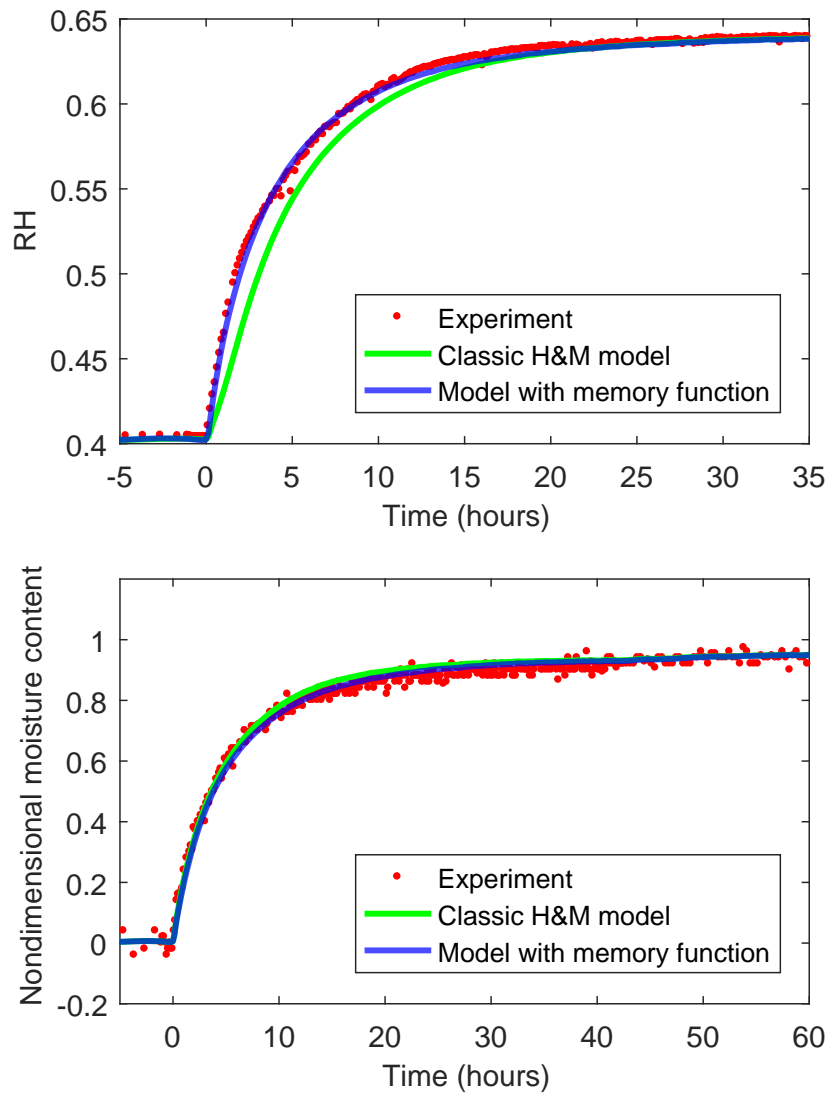 0.65
0.6
0.55
0.5
0.45
0.4
RH
-5 0 5 10 15 20 25 30 35
Time (hours)
Experiment
Classic H&M model
Model with memory function
1
0.8
0.6
0.4
0.2
0
-0.2
Nondimensional moisture content
0 10 20 30 40 50 60
Time (hours)
Experiment
Classic H&M model
Model with memory function